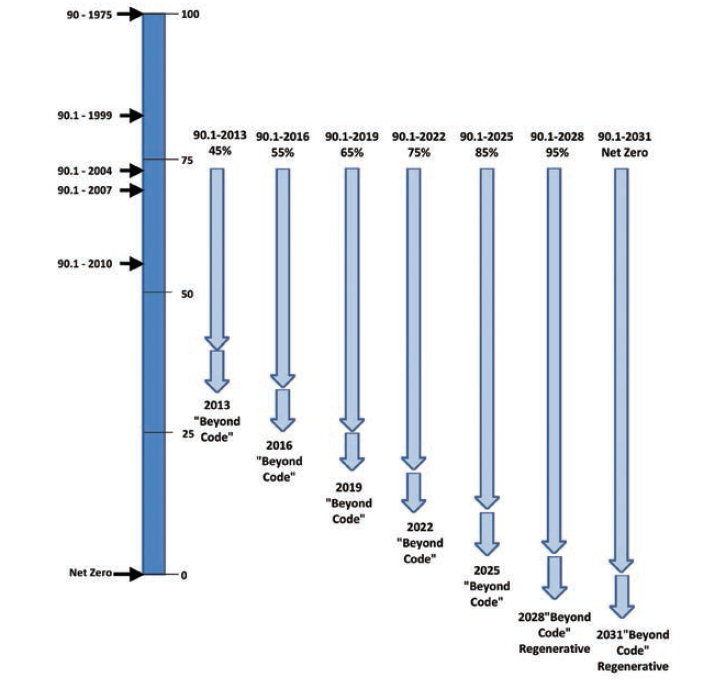 90 - 1975
100
90.1 - 1999
90.1-2013
45%
90.1-2016
55%
90.1-2019
65%
90.1-2022
75%
90.1-2025
85%
90.1-2028
95%
90.1-2031
Net Zero
75
90.1 - 2004
90.1 - 2007
90.1 - 2010
50
2013
"Beyond
Code"
25
2016
"Beyond
Code"
2019
"Beyond
Code"
2022
"Beyond
Code"
2025
"Beyond
Code"
Net Zero
0
2028"Beyond
Code"
Regenerative
2031"Beyond
Code"
Regenerative